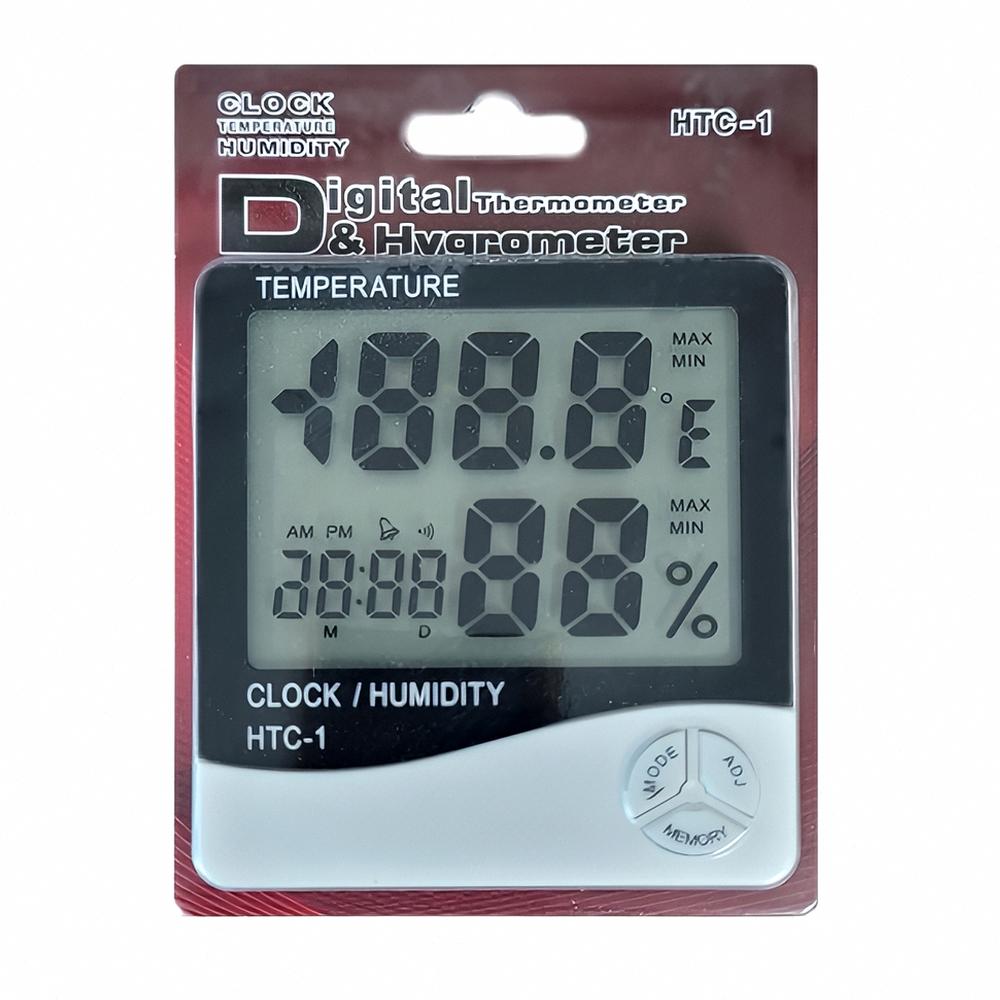 CLOCK
TEMPERATURE
HUMIDITY
HTC-1
Digital Thermometer
& Hygrometer
TEMPERATURE
-188.8°E
MAX
MIN
AM PM
MAX
MIN
38:88
88%
M D
CLOCK / HUMIDITY
HTC-1
MODE
ADJ
MEMORY